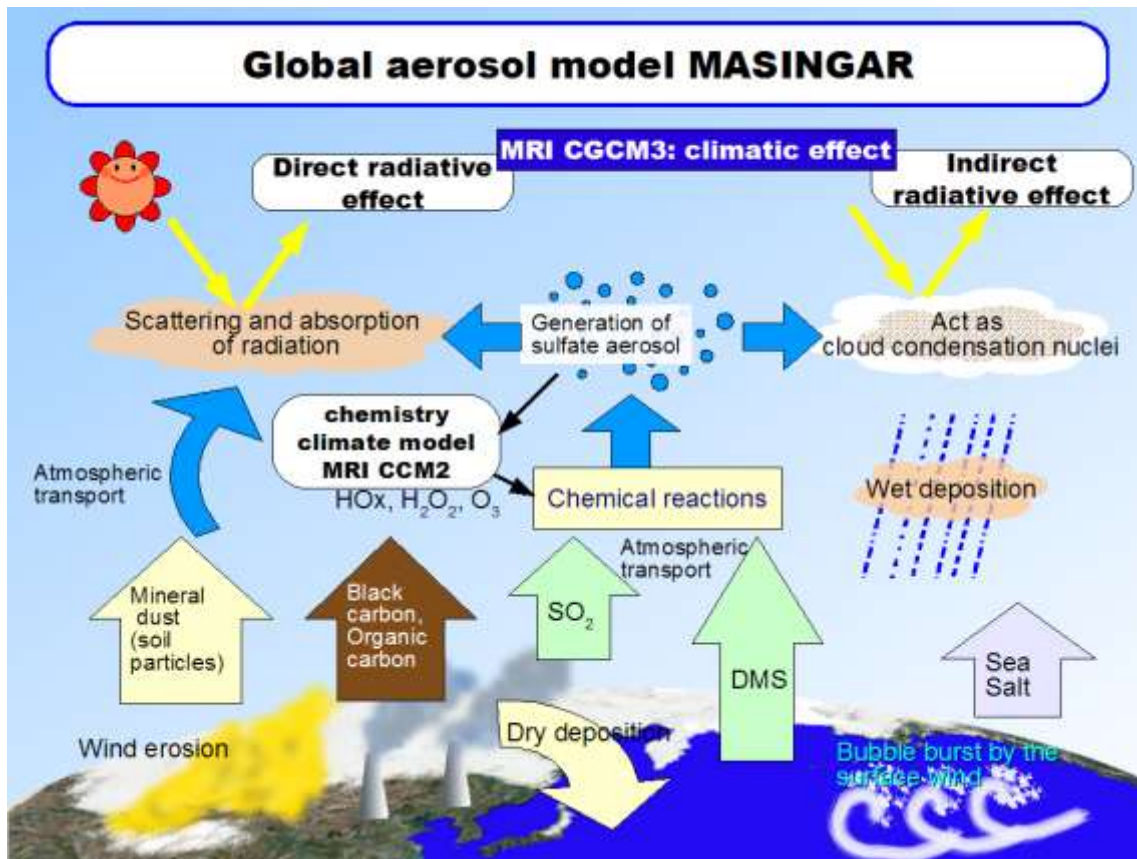 Global aerosol model MASINGAR
MRI CGCM3: climatic effect
Direct radiative
effect
Indirect
radiative effect
Scattering and absorption
of radiation
Generation of
sulfate aerosol
Act as
cloud condensation nuclei
chemistry
climate model
MRI CCM2
HOx, H₂O₂, O₃
Chemical reactions
Atmospheric
transport
Wet deposition
Atmospheric
transport
Mineral
dust
(soil
particles)
Black
carbon,
Organic
carbon
SO₂
DMS
Sea
Salt
Wind erosion
Dry deposition
Bubble burst by the
surface wind